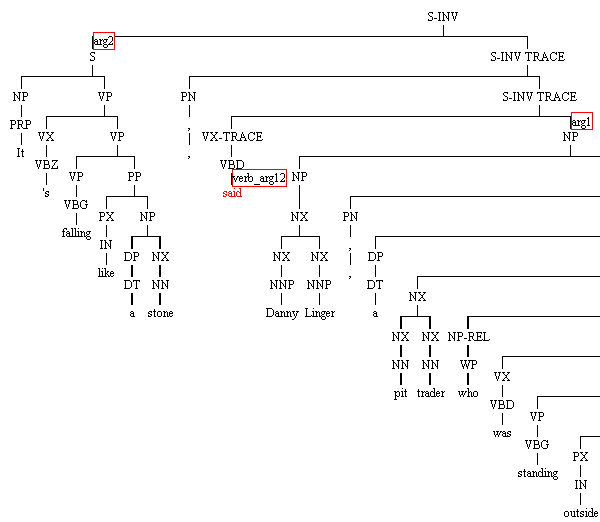 S-INV
arg2
S S-INV TRACE
NP VP PN S-INV TRACE
arg1
PRP VX VP , VX-TRACE NP
It VBZ , VBD
's VP PP verb_arg12 NP
VBG said
falling PX NP NX PN
IN
like DP NX NX NX , DP
DT NN NNP NNP , DT
a stone Danny Linger a
NX
NX NX NP-REL
NN NN WP
pit trader who VX
VBD
was VP
VBG
standing PX
IN
outside